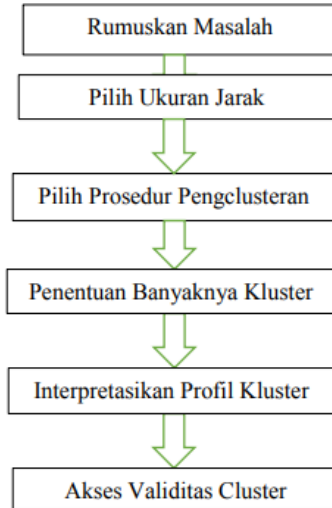 Rumuskan Masalah
Pilih Ukuran Jarak
Pilih Prosedur Pengclusteran
Penentuan Banyaknya Kluster
Interpretasikan Profil Kluster
Akses Validitas Cluster